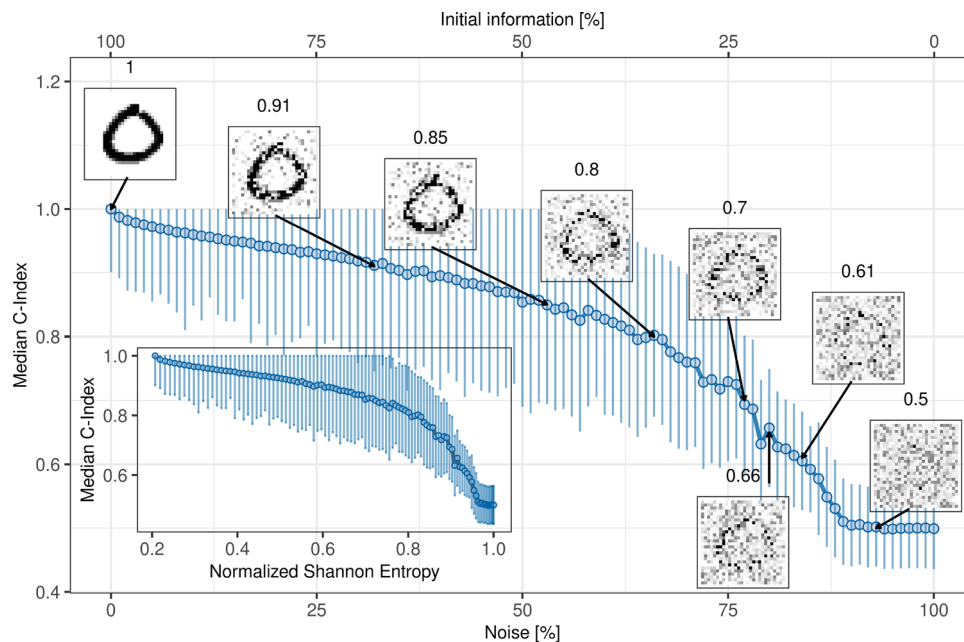 Initial information [%]
100 75 50 25 0
1.2
1
0.91
0.85
0.8
0.7
0.61
0.5
0.66
1.0
0.8
0.6
0.4
Median C-Index
1.0
0.8
0.6
Median C-Index
0.2 0.4 0.6 0.8 1.0
Normalized Shannon Entropy
0 25 50 75 100
Noise [%]